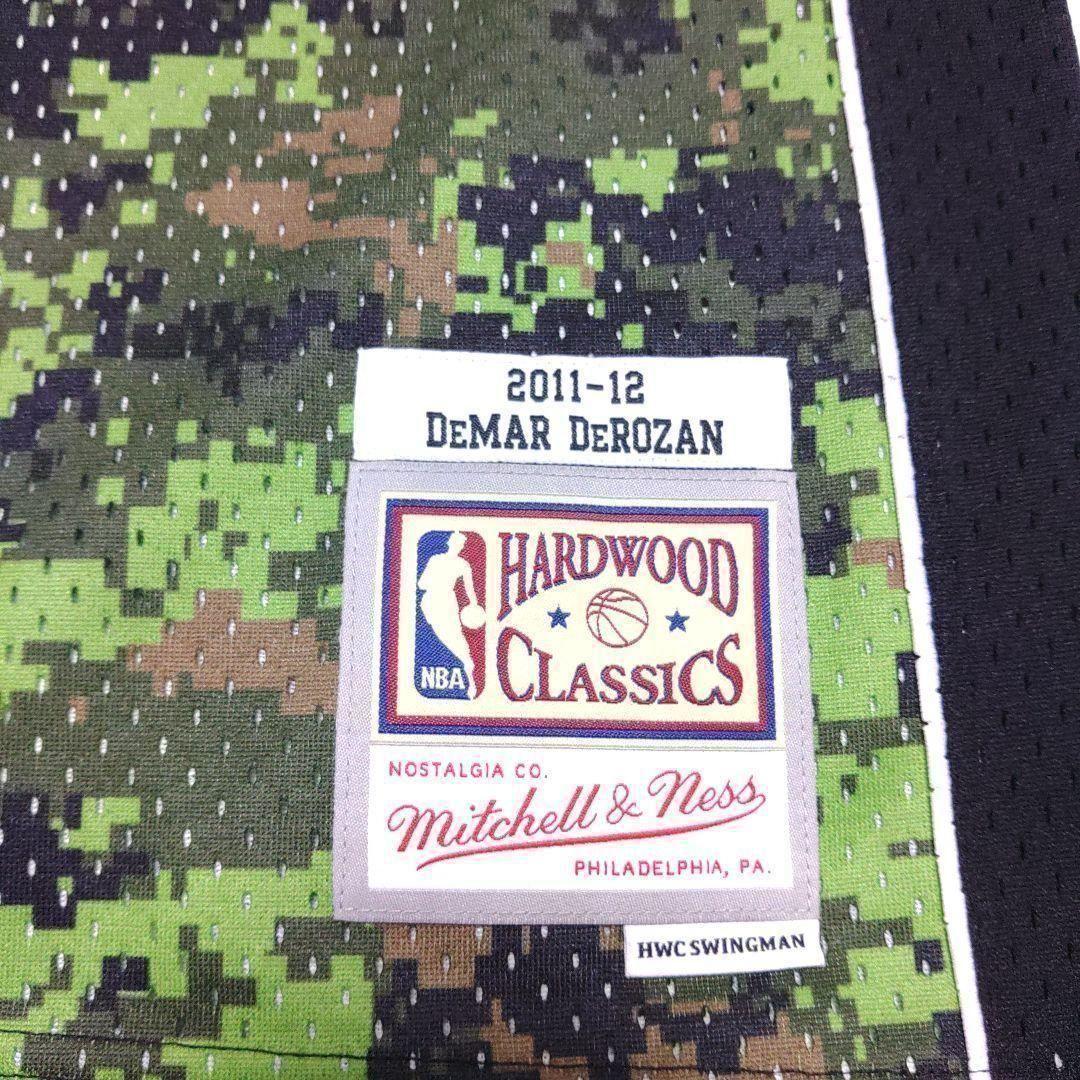 2011-12
DeMAR DeROZAN
HARDWOOD
CLASSICS
NBA
NOSTALGIA CO.
Mitchell & Ness
PHILADELPHIA, PA.
HWC SWINGMAN